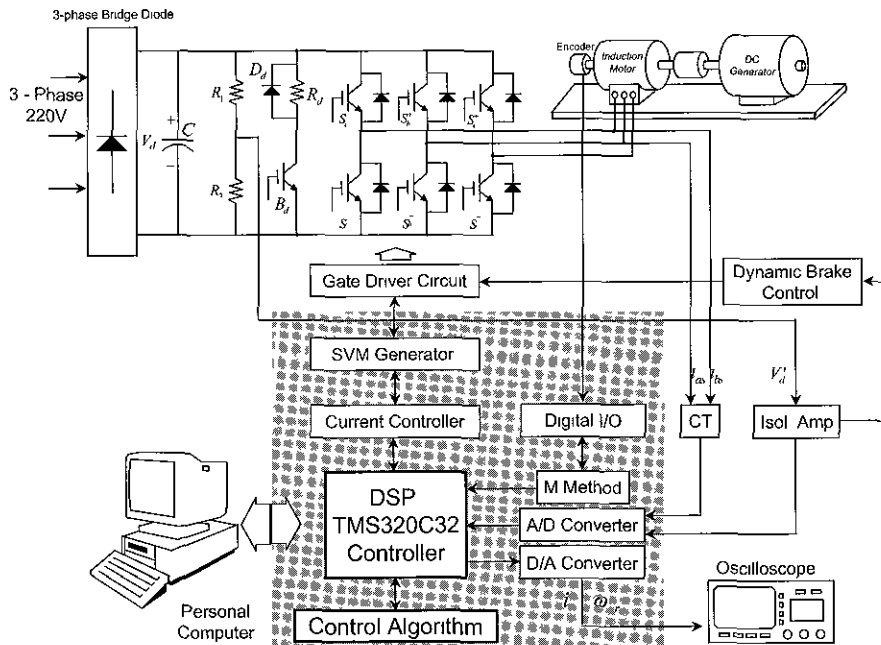 3-phase Bridge Diode
3 - Phase
220V
V_d
+
C
−
R_1
R_2
D_d
R_d
B_d
Encoder
Induction
Motor
DC
Generator
Gate Driver Circuit
Dynamic Brake
Control
SVM Generator
Current Controller
Digital I/O
CT
V_d'
Isol Amp
DSP
TMS320C32
Controller
M Method
A/D Converter
D/A Converter
Personal
Computer
Control Algorithm
i
ω_r
Oscilloscope